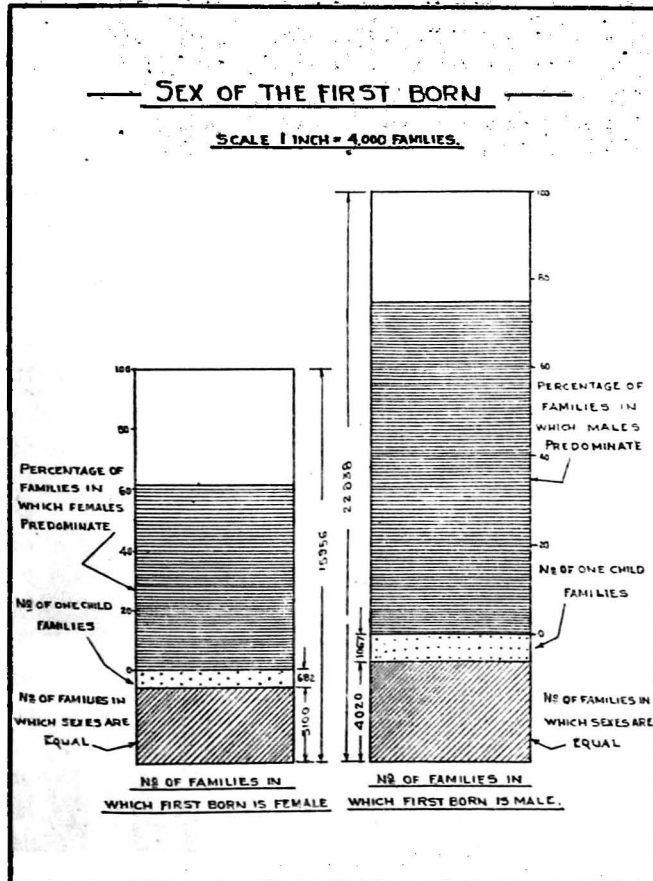 SEX OF THE FIRST BORN
SCALE 1 INCH = 4,000 FAMILIES.
100
80
60
40
20
0
PERCENTAGE OF
FAMILIES IN
WHICH FEMALES
PREDOMINATE
Nº OF ONE CHILD
FAMILIES
Nº OF FAMILIES IN
WHICH SEXES ARE
EQUAL
682
3100
15956
Nº OF FAMILIES IN
WHICH FIRST BORN IS FEMALE
22038
1067
4020
100
80
60
40
20
0
PERCENTAGE OF
FAMILIES IN
WHICH MALES
PREDOMINATE
Nº OF ONE CHILD
FAMILIES
Nº OF FAMILIES IN
WHICH SEXES ARE
EQUAL
Nº OF FAMILIES IN
WHICH FIRST BORN IS MALE.